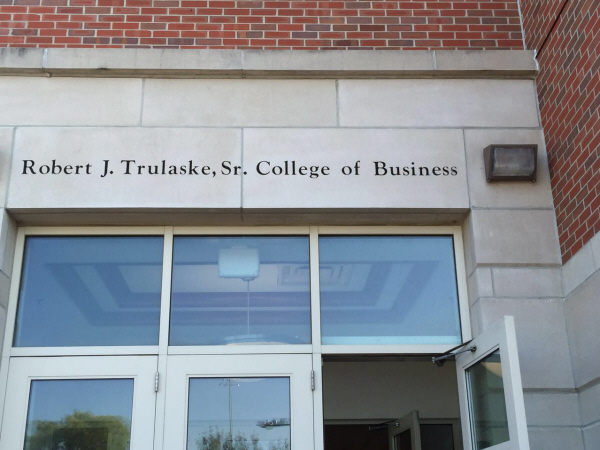 Robert J. Trulaske, Sr. College of Business